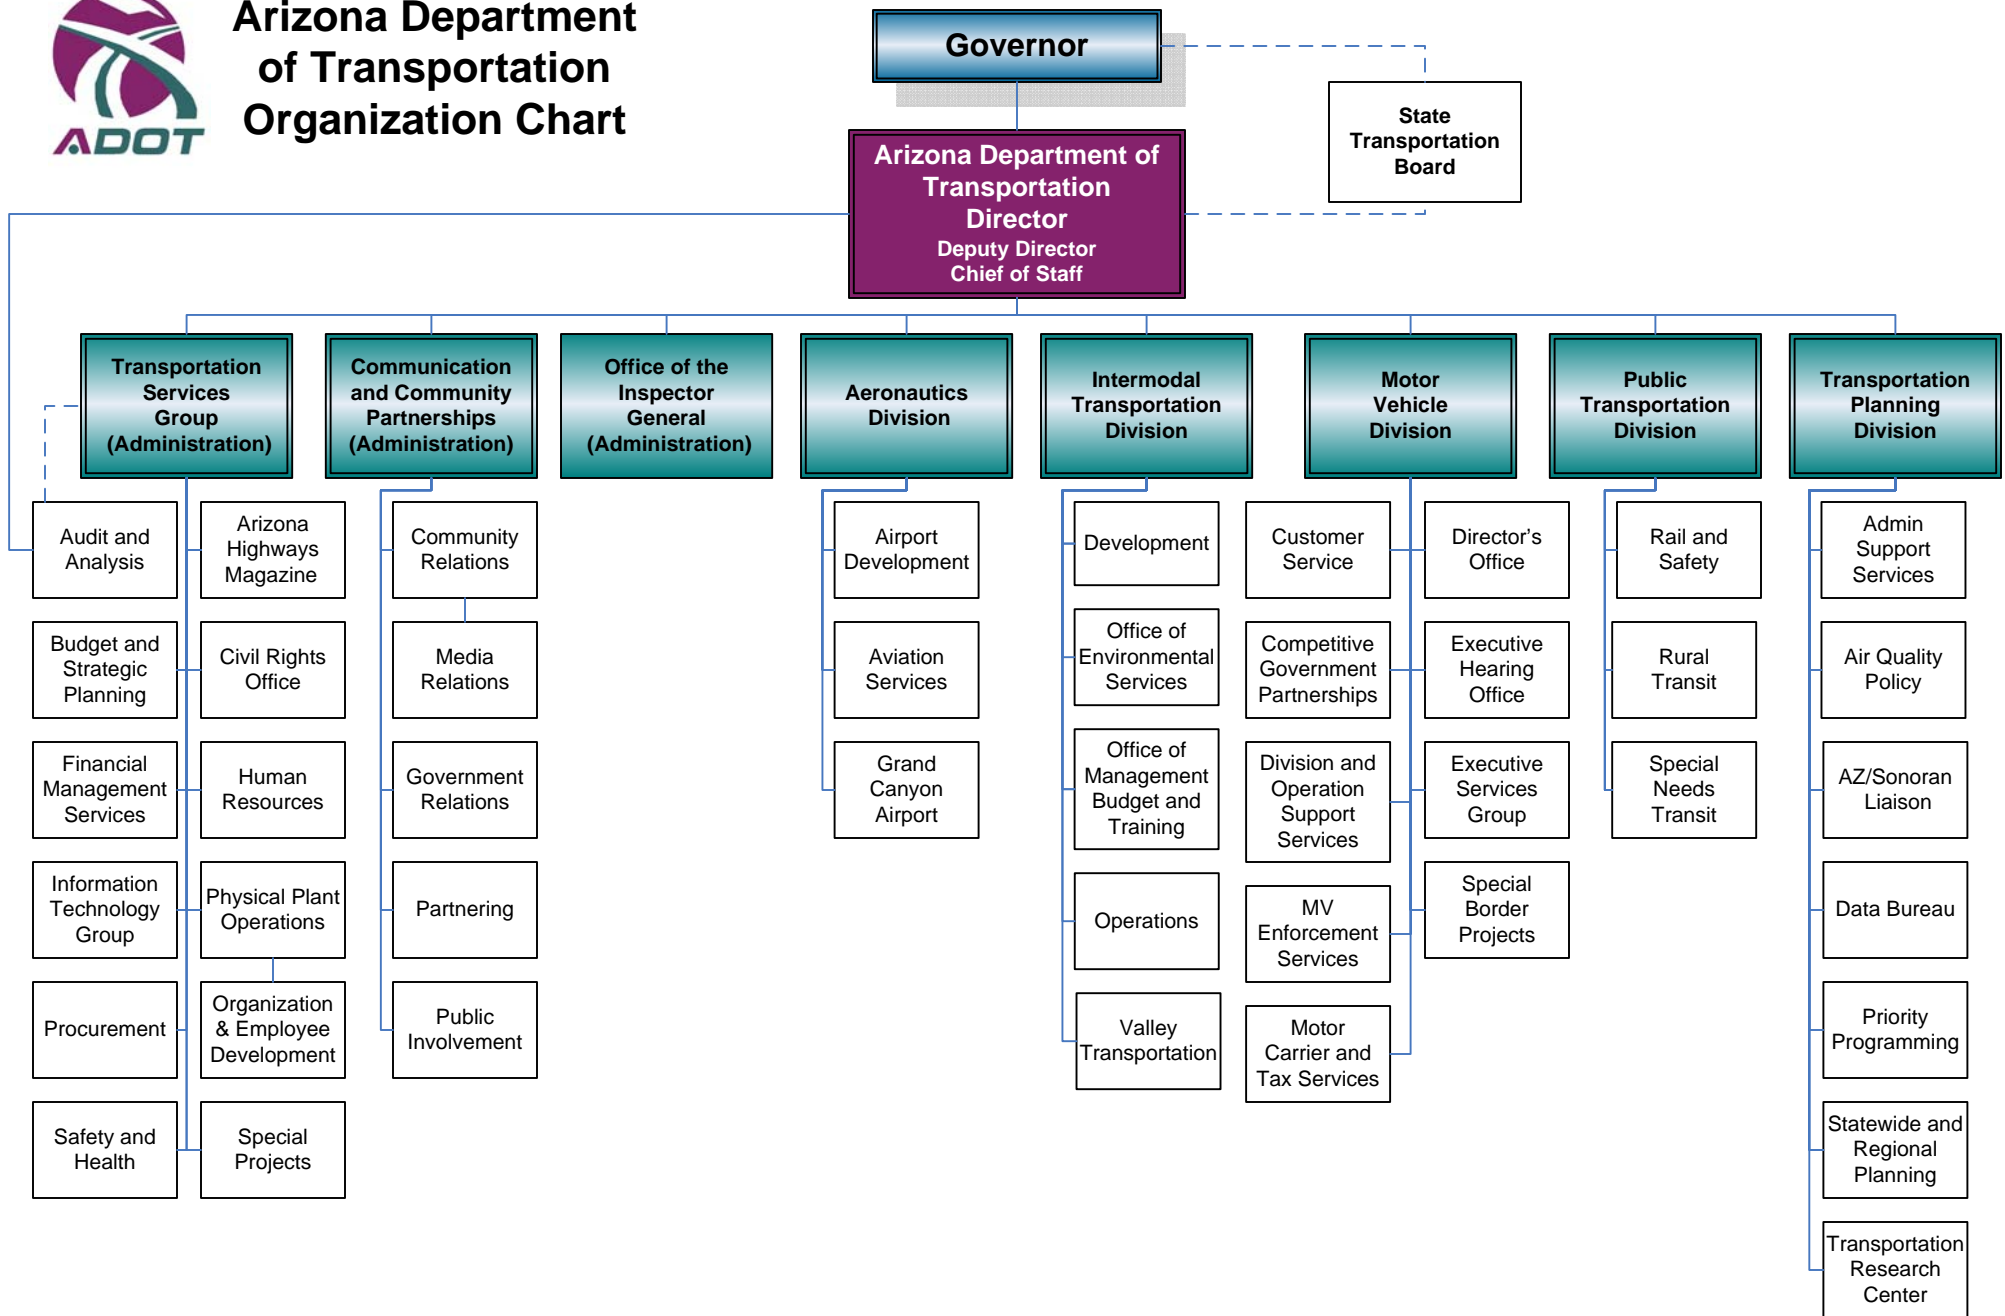 Arizona Department
of Transportation
Organization Chart
ADOT
Governor
State
Transportation
Board
Arizona Department of
Transportation
Director
Deputy Director
Chief of Staff
Transportation
Services
Group
(Administration)
Communication
and Community
Partnerships
(Administration)
Office of the
Inspector
General
(Administration)
Aeronautics
Division
Intermodal
Transportation
Division
Motor
Vehicle
Division
Public
Transportation
Division
Transportation
Planning
Division
Audit and
Analysis
Budget and
Strategic
Planning
Financial
Management
Services
Information
Technology
Group
Procurement
Safety and
Health
Arizona
Highways
Magazine
Civil Rights
Office
Human
Resources
Physical Plant
Operations
Organization
& Employee
Development
Special
Projects
Community
Relations
Media
Relations
Government
Relations
Partnering
Public
Involvement
Airport
Development
Aviation
Services
Grand
Canyon
Airport
Development
Office of
Environmental
Services
Office of
Management
Budget and
Training
Operations
Valley
Transportation
Customer
Service
Competitive
Government
Partnerships
Division and
Operation
Support
Services
MV
Enforcement
Services
Motor
Carrier and
Tax Services
Director’s
Office
Executive
Hearing
Office
Executive
Services
Group
Special
Border
Projects
Rail and
Safety
Rural
Transit
Special
Needs
Transit
Admin
Support
Services
Air Quality
Policy
AZ/Sonoran
Liaison
Data Bureau
Priority
Programming
Statewide and
Regional
Planning
Transportation
Research
Center